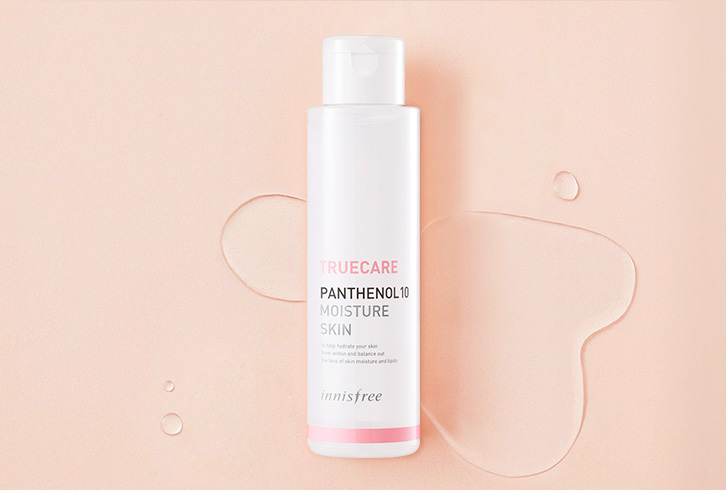 TRUECARE
PANTHENOL10
MOISTURE
SKIN
to help hydrate your skin
from within and balance out
the loss of skin moisture and lipids
innisfree